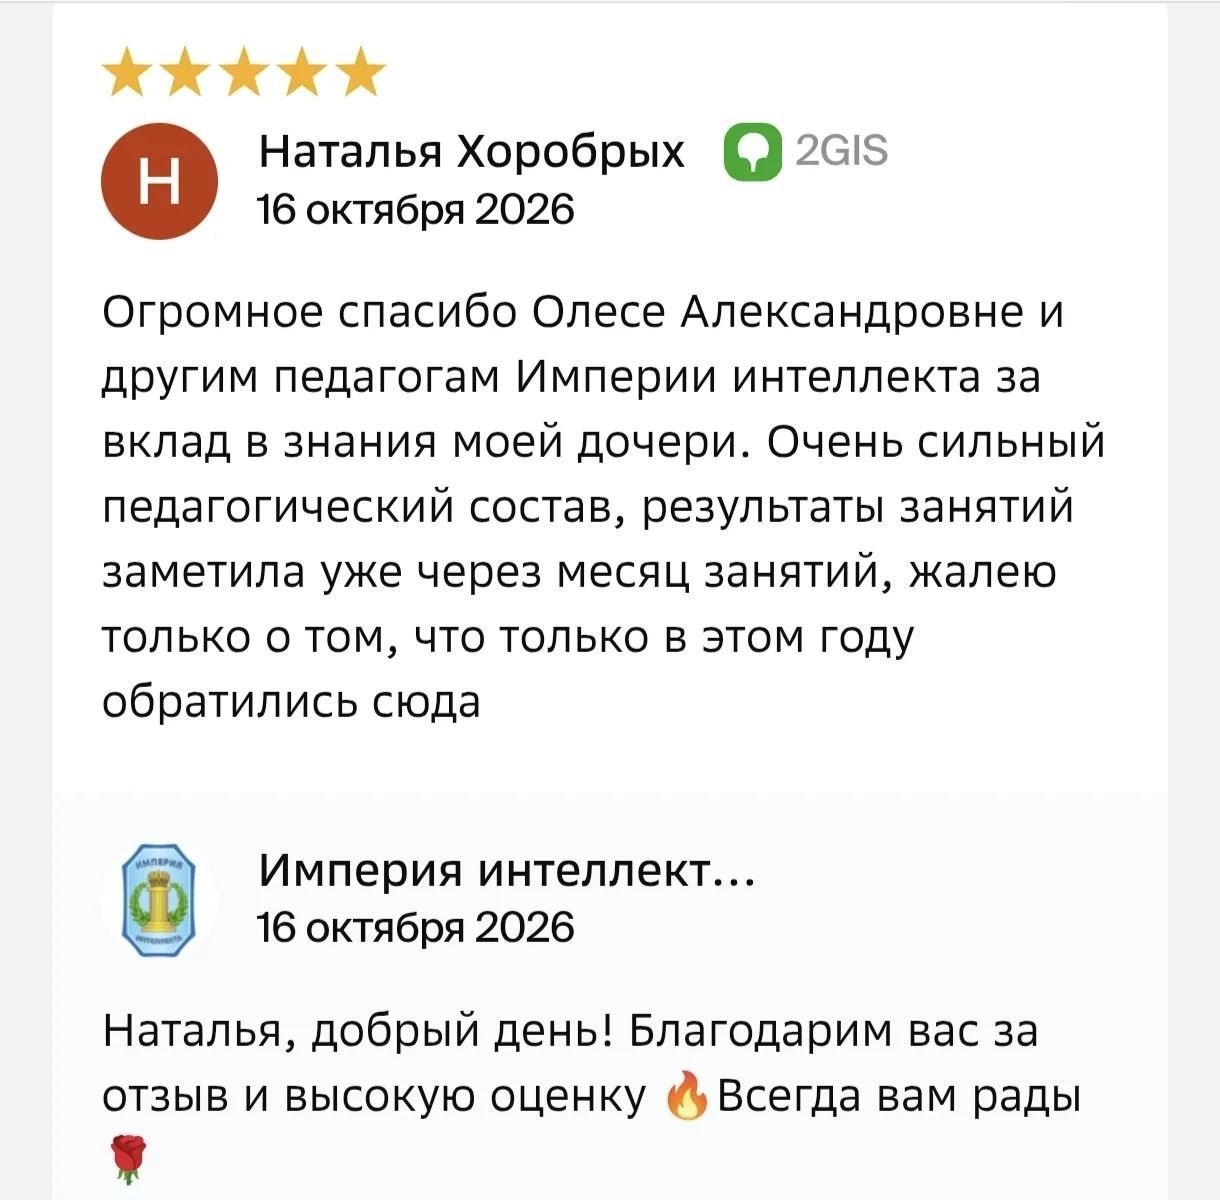 Наталья Хоробрых 2GIS
16 октября 2026
Огромное спасибо Олесе Александровне и
другим педагогам Империи интеллекта за
вклад в знания моей дочери. Очень сильный
педагогический состав, результаты занятий
заметила уже через месяц занятий, жалею
только о том, что только в этом году
обратились сюда
Империя интеллект...
16 октября 2026
ИМПЕРИЯ
ИНТЕЛЛЕКТА
Наталья, добрый день! Благодарим вас за
отзыв и высокую оценку 🔥Всегда вам рады
🌹